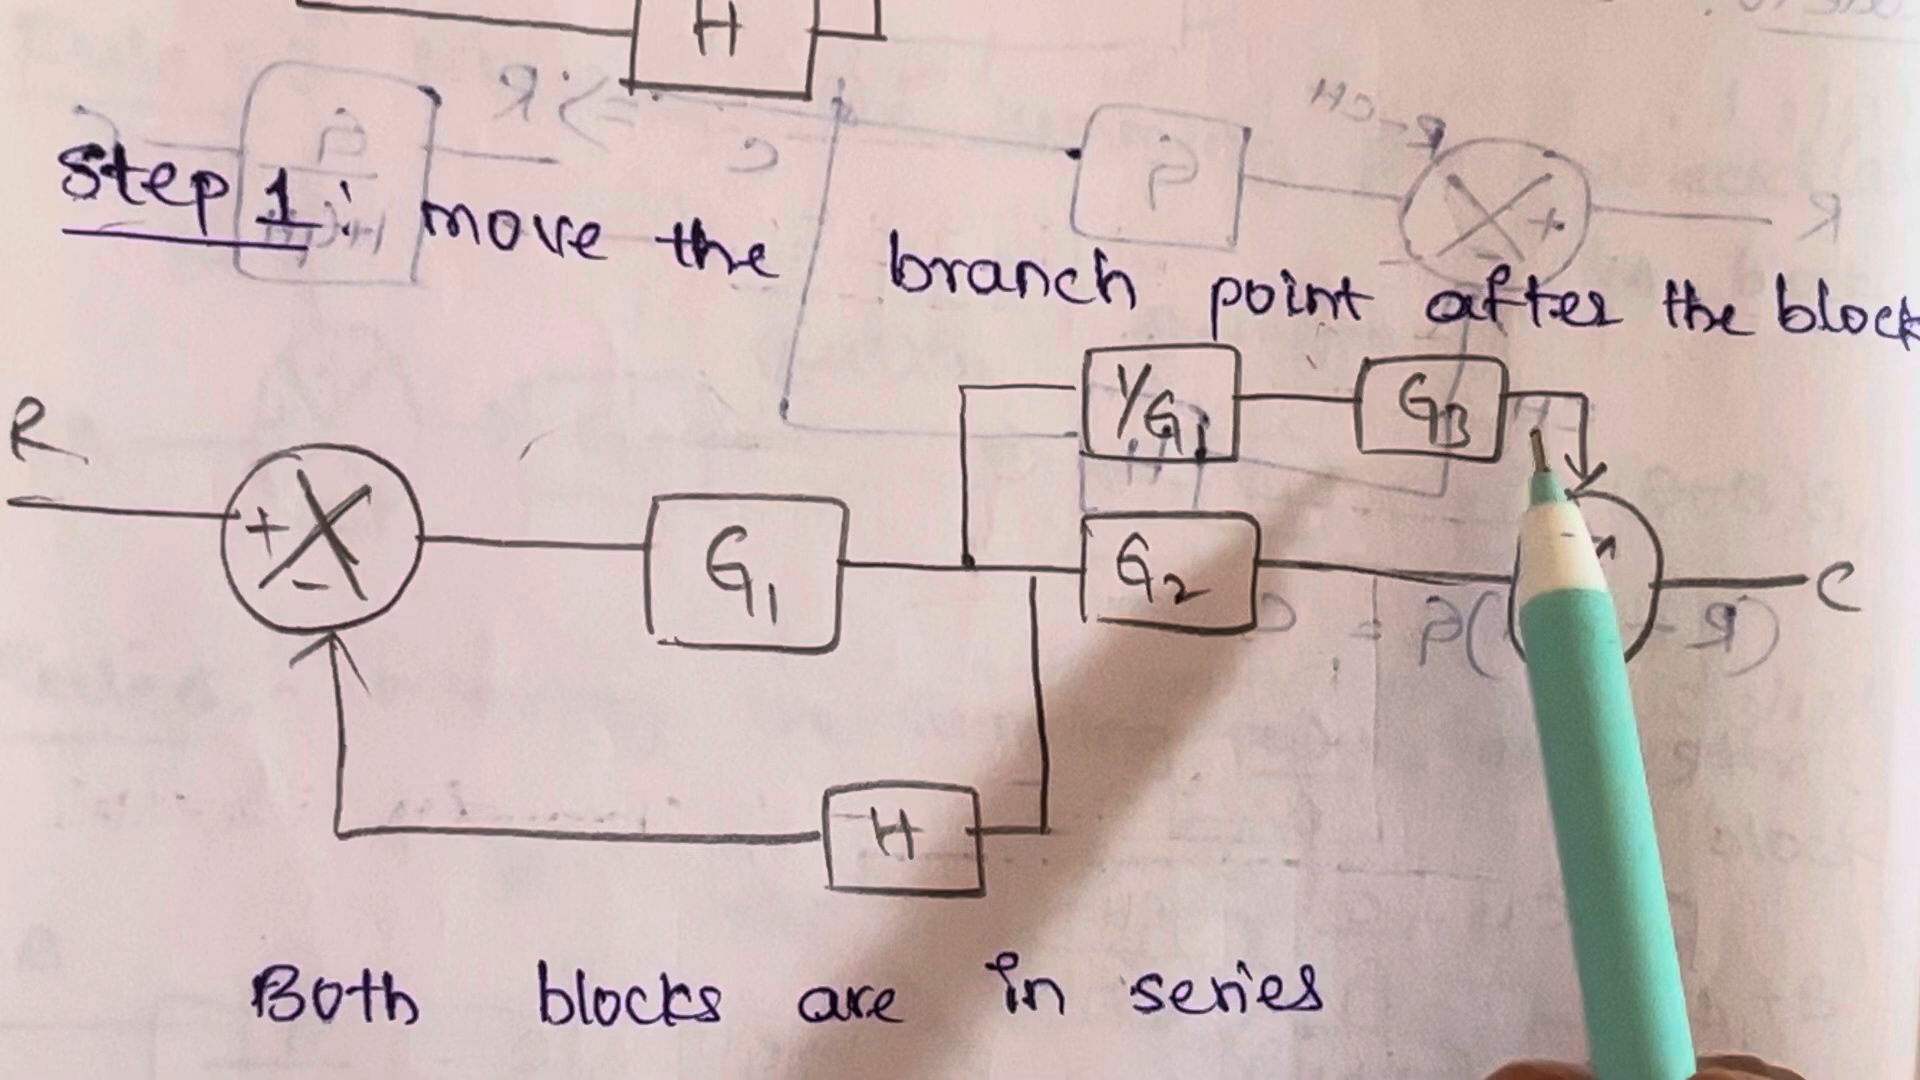 H
step 1: move the branch point after the block
1/G1 G3
R
+ - G1 G2 C
H
Both blocks are in series